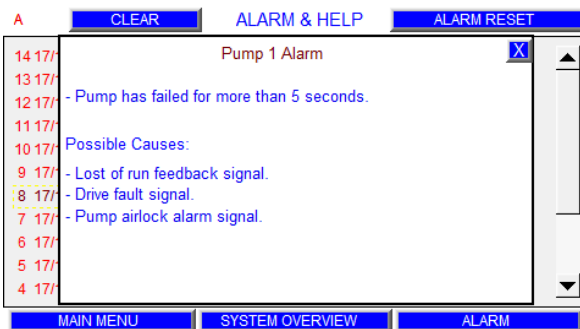 A CLEAR ALARM & HELP ALARM RESET
Pump 1 Alarm X
14 17/
13 17/
- Pump has failed for more than 5 seconds.
12 17/
11 17/
Possible Causes:
10 17/
- Lost of run feedback signal.
9 17/
- Drive fault signal.
8 17/
- Pump airlock alarm signal.
7 17/
6 17/
5 17/
4 17/
MAIN MENU SYSTEM OVERVIEW ALARM